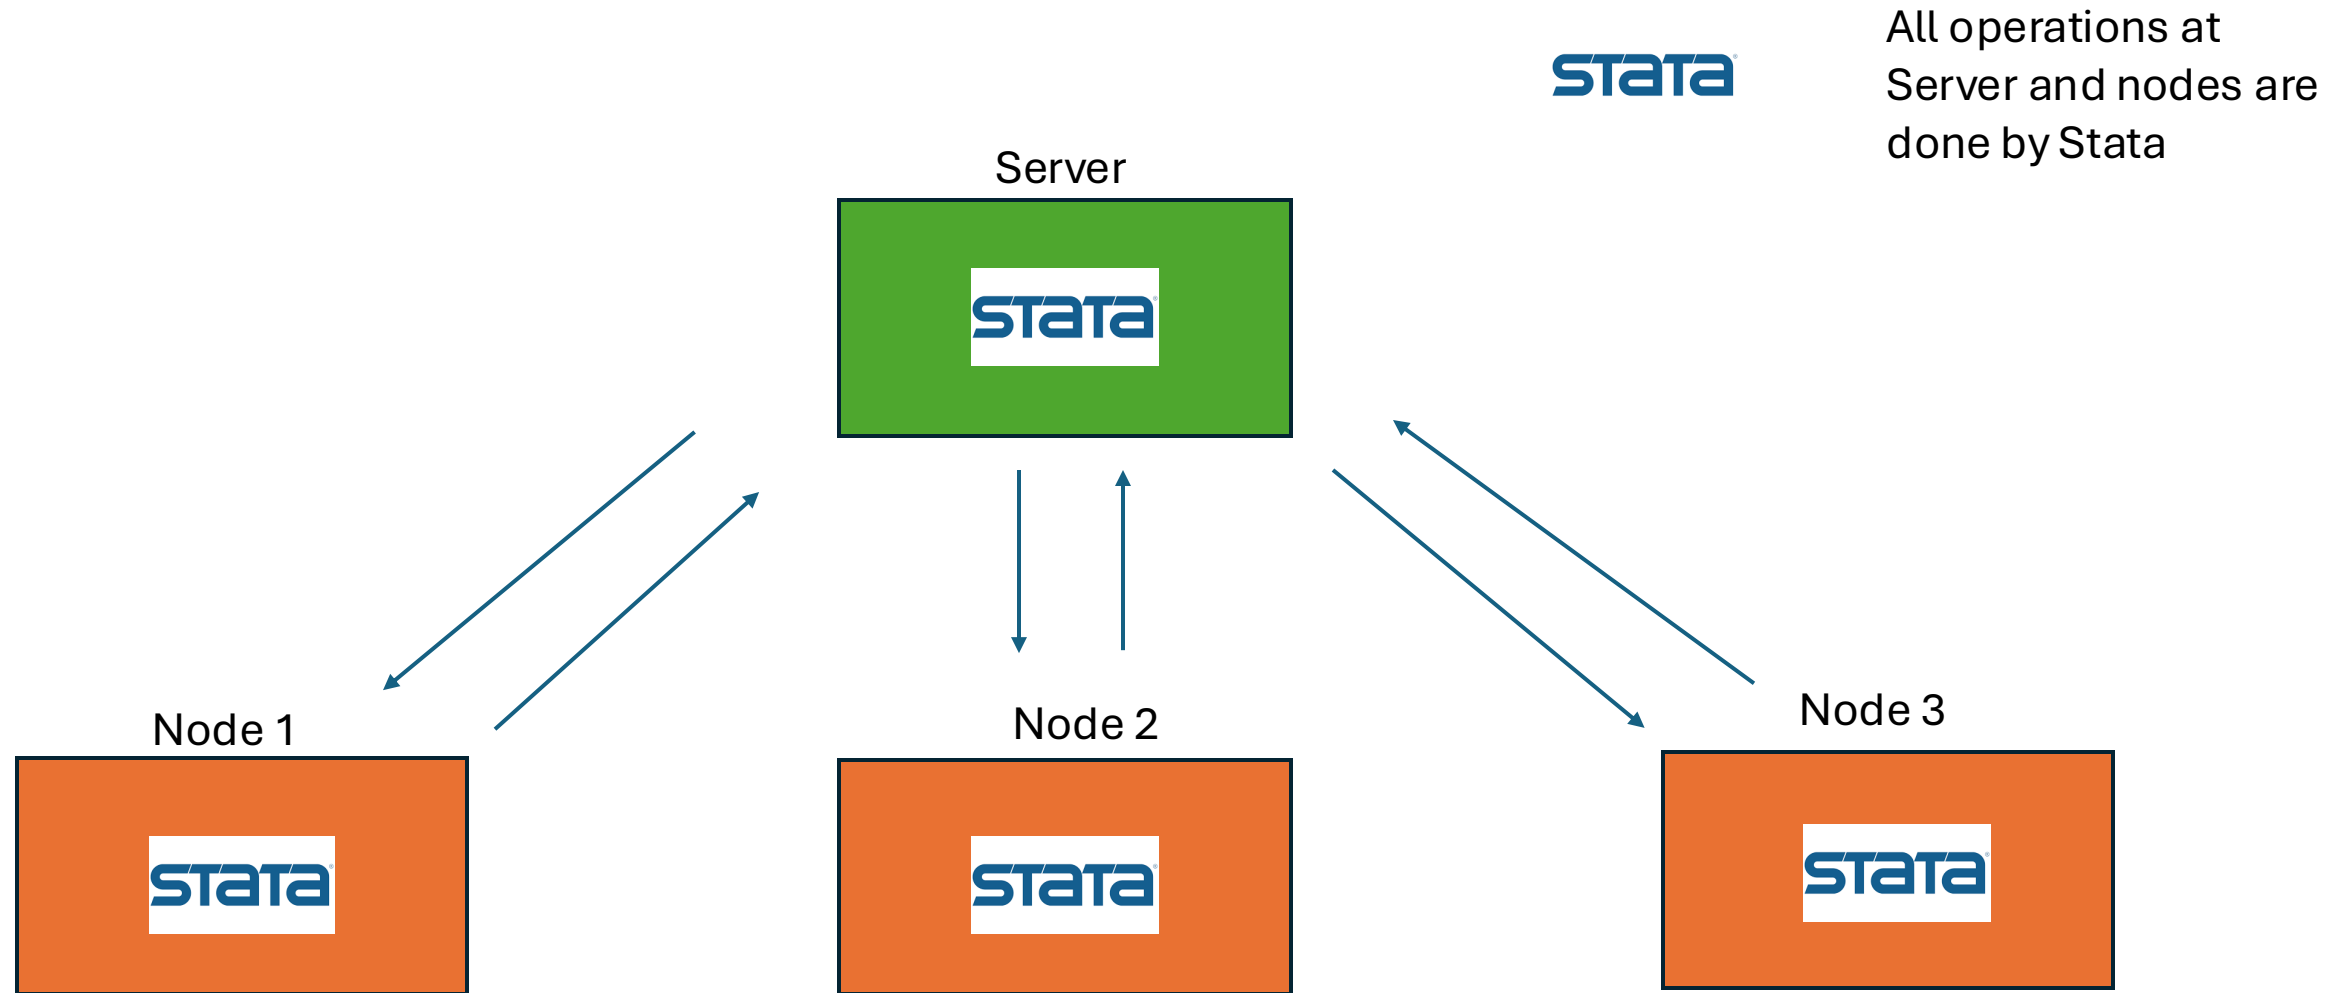 All operations at
stata
Server and nodes are
done by Stata
Server
stata
Node 1
Node 2
Node 3
stata
stata
stata